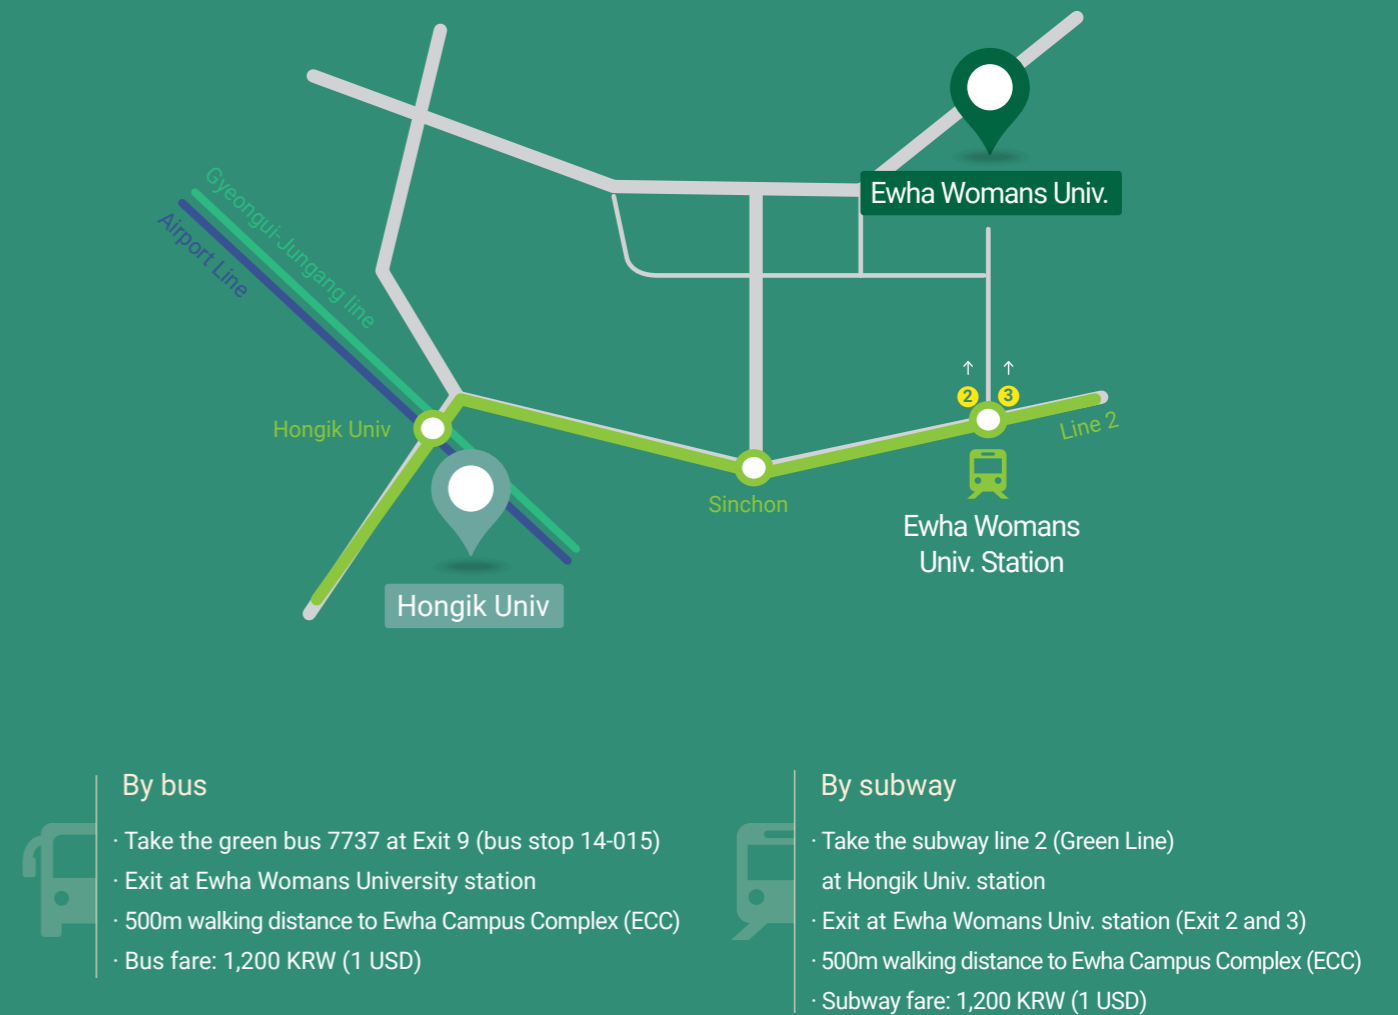 Ewha Womans Univ.
Gyeongui-Jungang line
Airport Line
2
3
Line 2
Hongik Univ
Sinchon
Ewha Womans
Univ. Station
Hongik Univ
By bus
· Take the green bus 7737 at Exit 9 (bus stop 14-015)
· Exit at Ewha Womans University station
· 500m walking distance to Ewha Campus Complex (ECC)
· Bus fare: 1,200 KRW (1 USD)
By subway
· Take the subway line 2 (Green Line)
at Hongik Univ. station
· Exit at Ewha Womans Univ. station (Exit 2 and 3)
· 500m walking distance to Ewha Campus Complex (ECC)
· Subway fare: 1,200 KRW (1 USD)